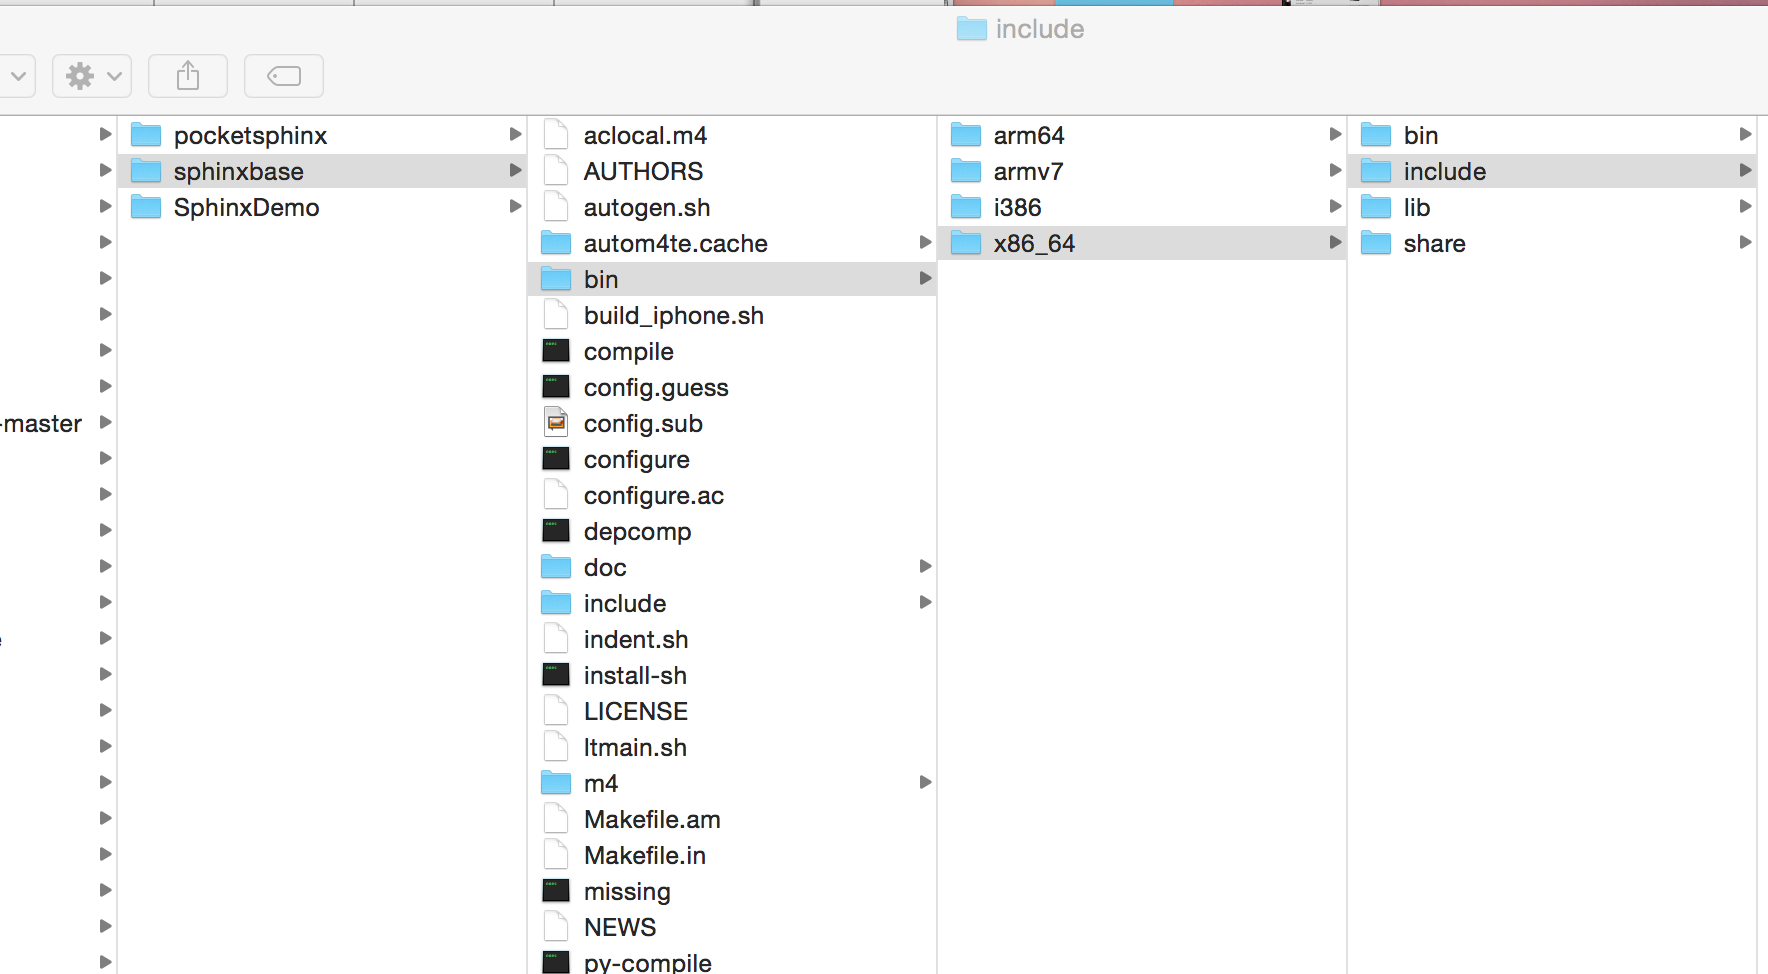 include
-master
pocketsphinx
sphinxbase
SphinxDemo
aclocal.m4
AUTHORS
autogen.sh
autom4te.cache
bin
build_iphone.sh
compile
config.guess
config.sub
configure
configure.ac
depcomp
doc
include
indent.sh
install-sh
LICENSE
ltmain.sh
m4
Makefile.am
Makefile.in
missing
NEWS
py-compile
arm64
armv7
i386
x86_64
bin
include
lib
share